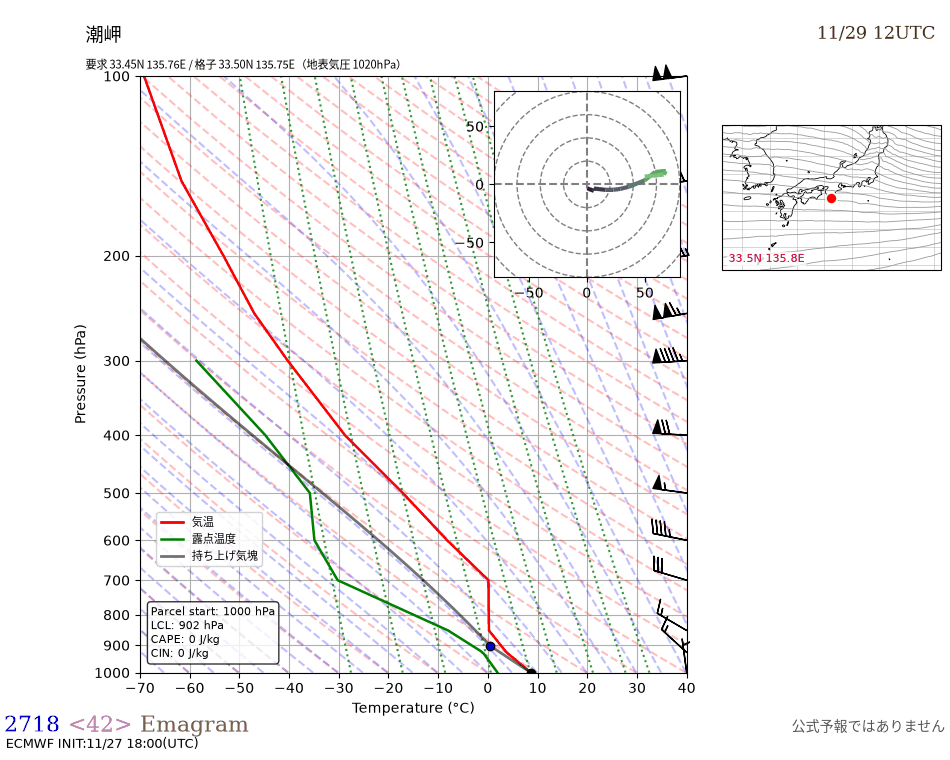 潮岬
11/29 12UTC
要求 33.45N 135.76E / 格子 33.50N 135.75E（地表気圧 1020hPa）
100
200
300
400
500
600
700
800
900
1000
Pressure (hPa)
50
0
−50
−50
0
50
33.5N 135.8E
気温
露点温度
持ち上げ気塊
Parcel start: 1000 hPa
LCL: 902 hPa
CAPE: 0 J/kg
CIN: 0 J/kg
−70 −60 −50 −40 −30 −20 −10 0 10 20 30 40
Temperature (°C)
2718 <42> Emagram
公式予報ではありません
ECMWF INIT:11/27 18:00(UTC)